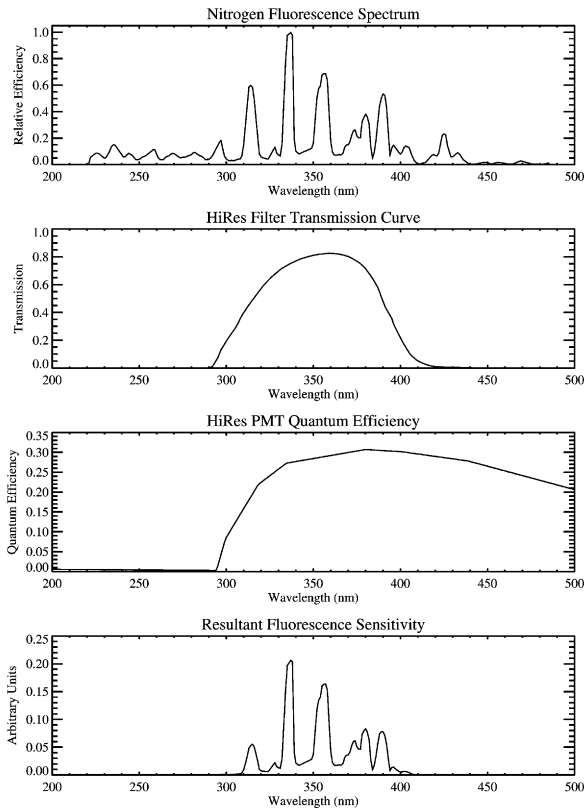 Nitrogen Fluorescence Spectrum
Relative Efficiency
1.0
0.8
0.6
0.4
0.2
0.0
200 250 300 350 400 450 500
Wavelength (nm)
HiRes Filter Transmission Curve
Transmission
1.0
0.8
0.6
0.4
0.2
0.0
200 250 300 350 400 450 500
Wavelength (nm)
HiRes PMT Quantum Efficiency
Quantum Efficiency
0.35
0.30
0.25
0.20
0.15
0.10
0.05
0.00
200 250 300 350 400 450 500
Wavelength (nm)
Resultant Fluorescence Sensitivity
Arbitrary Units
0.25
0.20
0.15
0.10
0.05
0.00
200 250 300 350 400 450 500
Wavelength (nm)